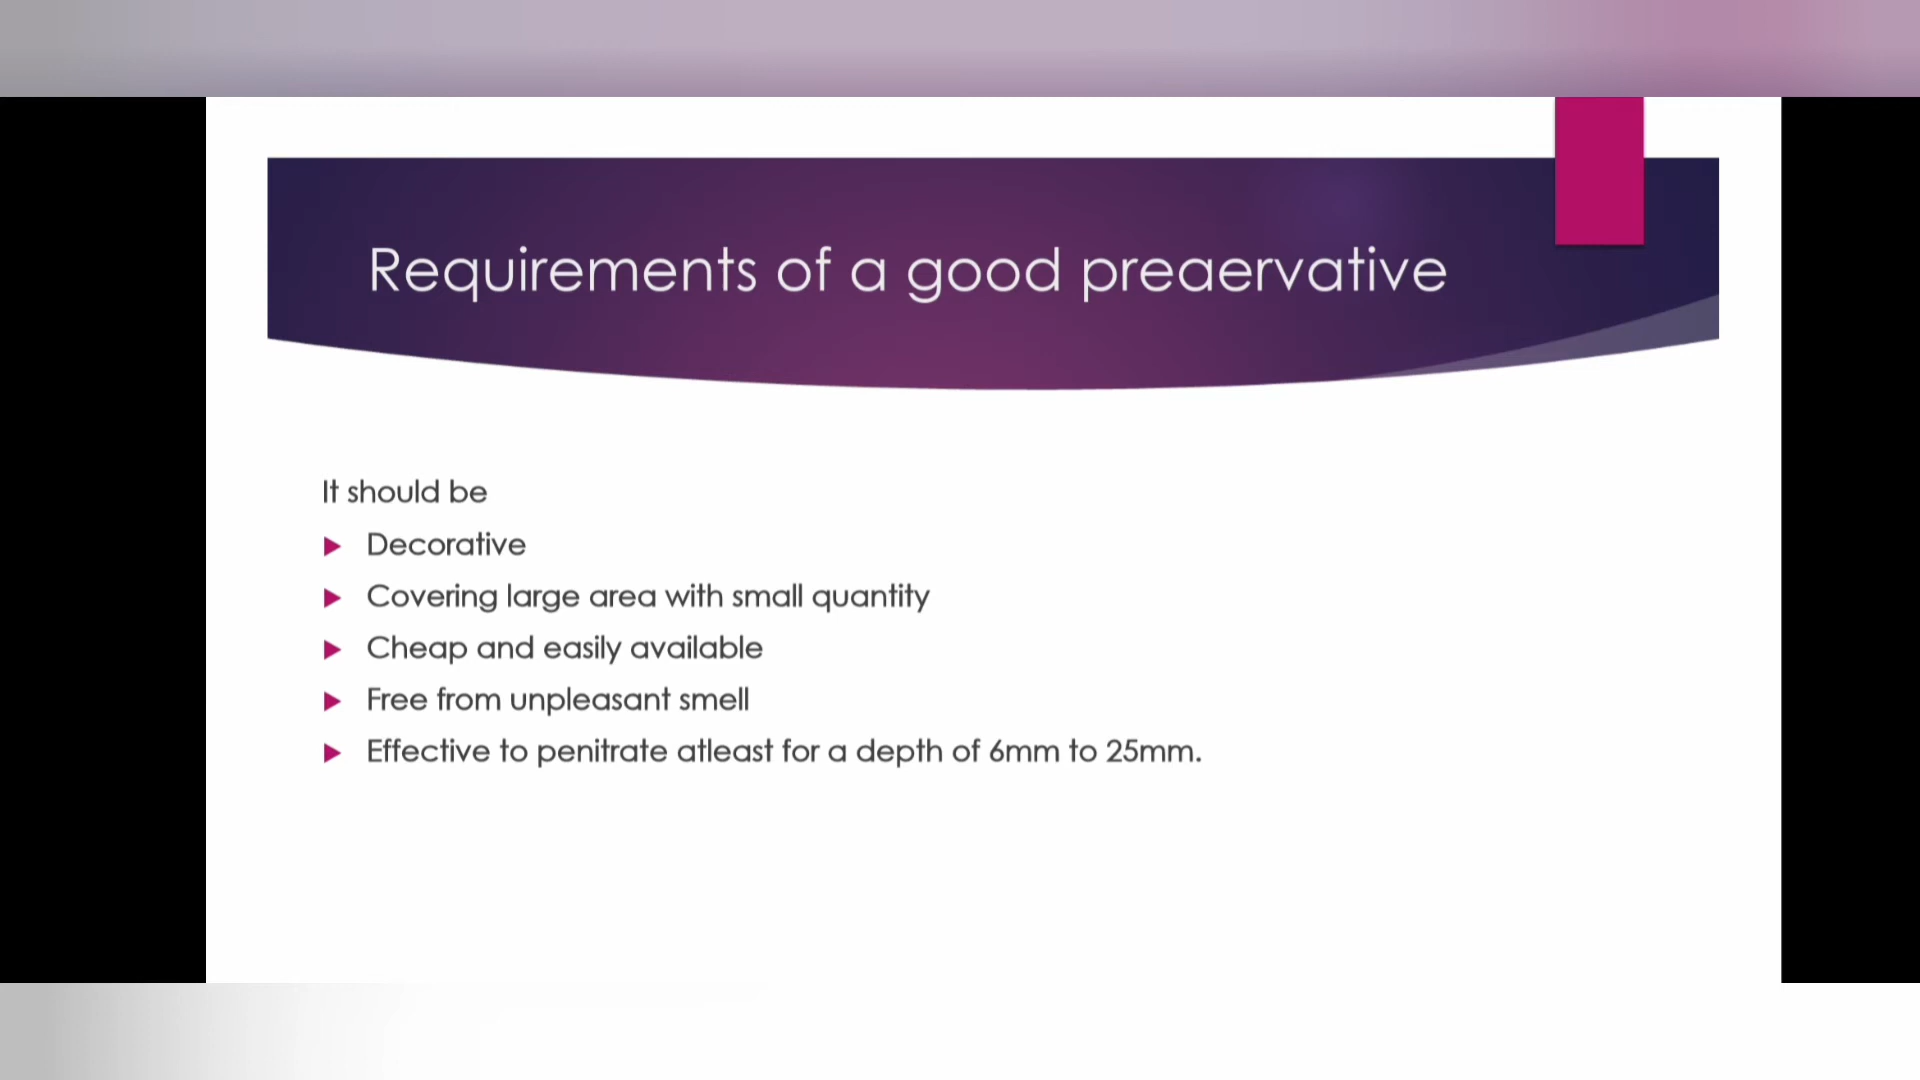 Requirements of a good preaervative
It should be
Decorative
Covering large area with small quantity
Cheap and easily available
Free from unpleasant smell
Effective to penitrate atleast for a depth of 6mm to 25mm.